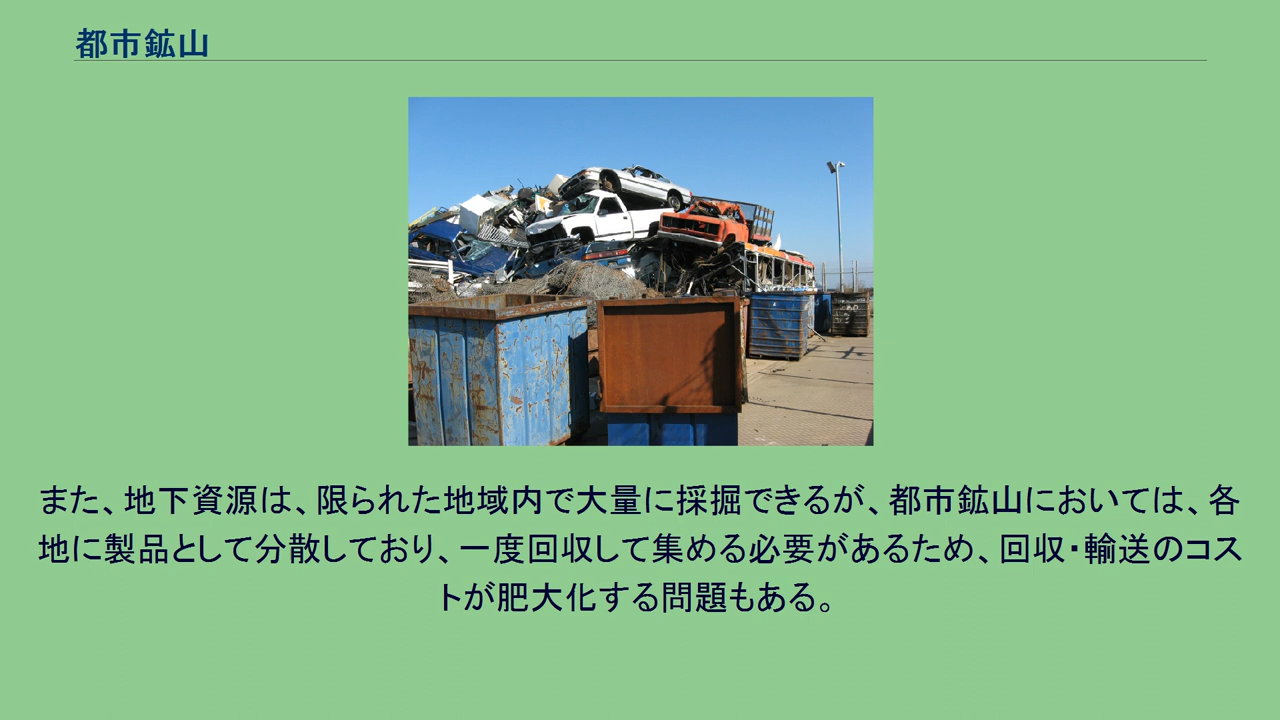 都市鉱山
また、地下資源は、限られた地域内で大量に採掘できるが、都市鉱山においては、各
地に製品として分散しており、一度回収して集める必要があるため、回収・輸送のコス
トが肥大化する問題もある。